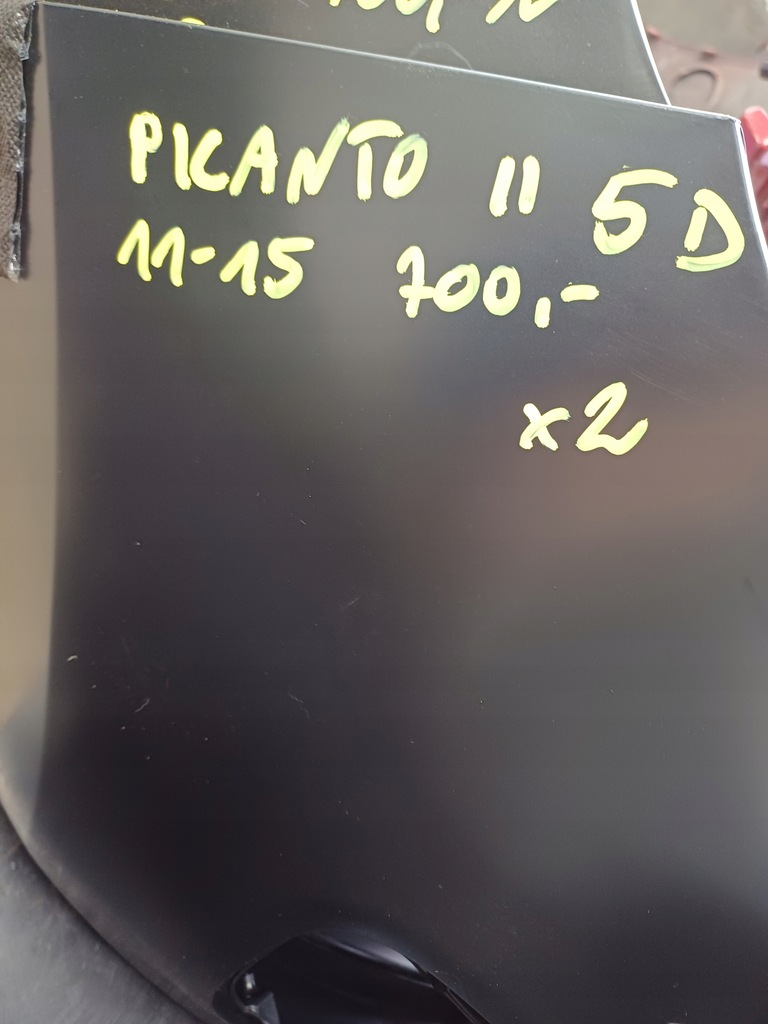 PICANTO II 5D
11-15 700,-
x2